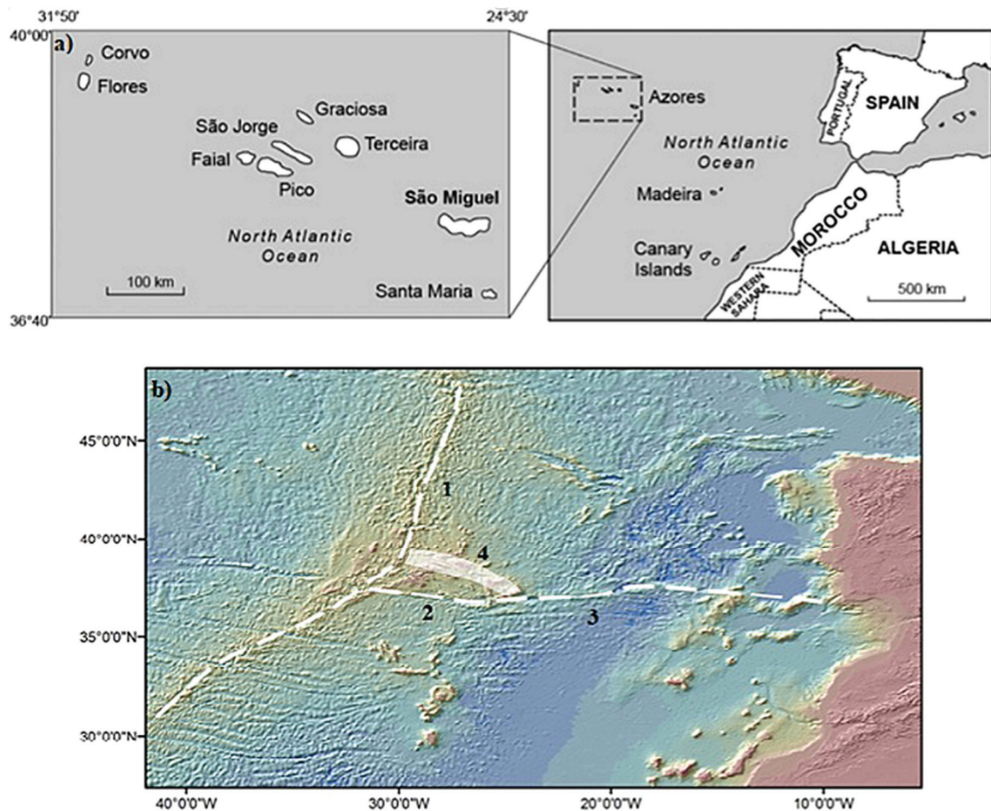 31°50'
24°30'
40°00'
a)
Corvo
Flores
Graciosa
São Jorge
Terceira
Faial
Pico
São Miguel
North Atlantic
Ocean
100 km
Santa Maria
36°40'
Azores
PORTUGAL
SPAIN
North Atlantic
Ocean
Madeira
MOROCCO
Canary
Islands
ALGERIA
WESTERN
SAHARA
500 km
b)
45°0'0"N
1
40°0'0"N
4
2
3
35°0'0"N
30°0'0"N
40°0'0"W
30°0'0"W
20°0'0"W
10°0'0"W